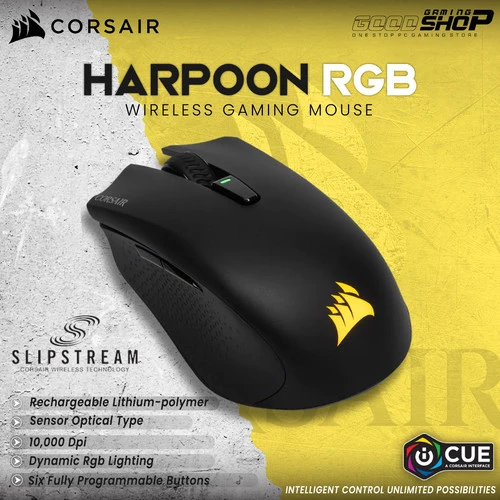 CORSAIR
GAMING
GOOD SHOP
ONE STOP PC GAMING STORE
HARPOON RGB
WIRELESS GAMING MOUSE
CORSAIR
SLIPSTREAM
CORSAIR WIRELESS TECHNOLOGY
Rechargeable Lithium-polymer
Sensor Optical Type
10,000 Dpi
Dynamic Rgb Lighting
Six Fully Programmable Buttons
SAIR
iCUE
A CORSAIR INTERFACE
INTELLIGENT CONTROL UNLIMITED POSSIBILITIES